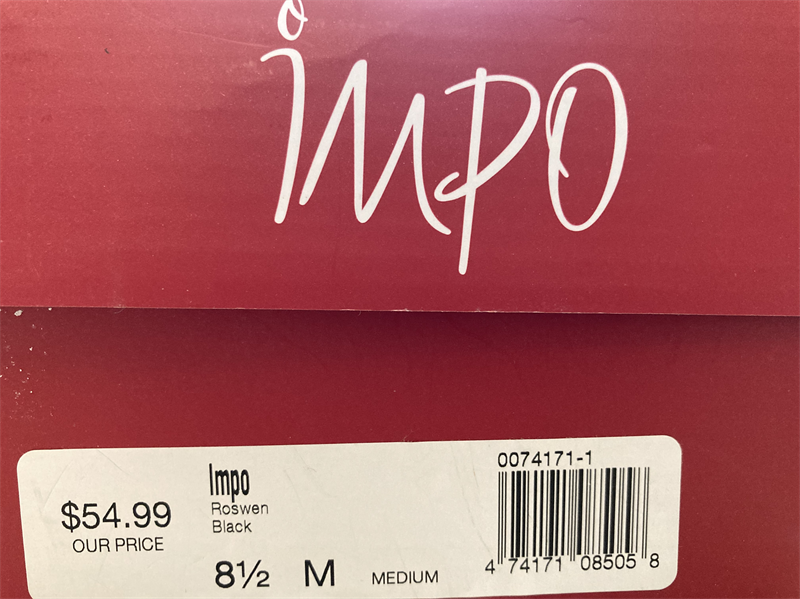 impo
$54.99
OUR PRICE
Impo
Roswen
Black
8½ M MEDIUM
0074171-1
4 74171 08505 8